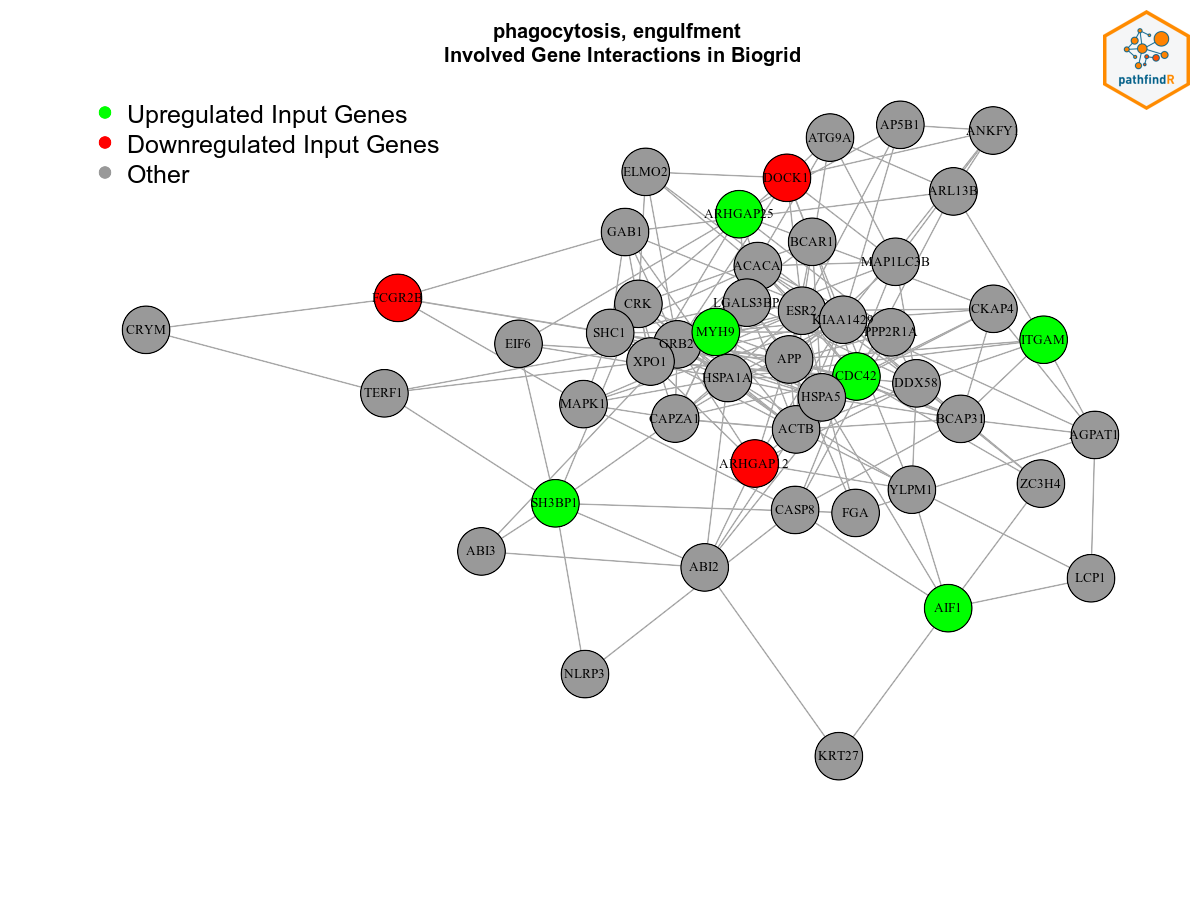 phagocytosis, engulfment
Involved Gene Interactions in Biogrid
pathfindR
Upregulated Input Genes
Downregulated Input Genes
Other
AP5B1
ANKFY
ATG9A
ELMO2
DOCK1
ARL13B
ARHGAP25
GAB1
BCAR1
MAP1LC3B
ACACA
FCGR2B
CRK
LGALS3BP
ESR2
CKAP4
KIAA1429
CRYM
SHC1
MYH9
PPP2R1A
ITGAM
EIF6
GRB2
XPO1
APP
HSPA1A
CDC42
DDX58
TERF1
HSPA5
MAPK1
CAPZA1
BCAP31
ACTB
AGPAT1
ARHGAP12
ZC3H4
YLPM1
SH3BP1
CASP8
FGA
ABI3
ABI2
LCP1
AIF1
NLRP3
KRT27